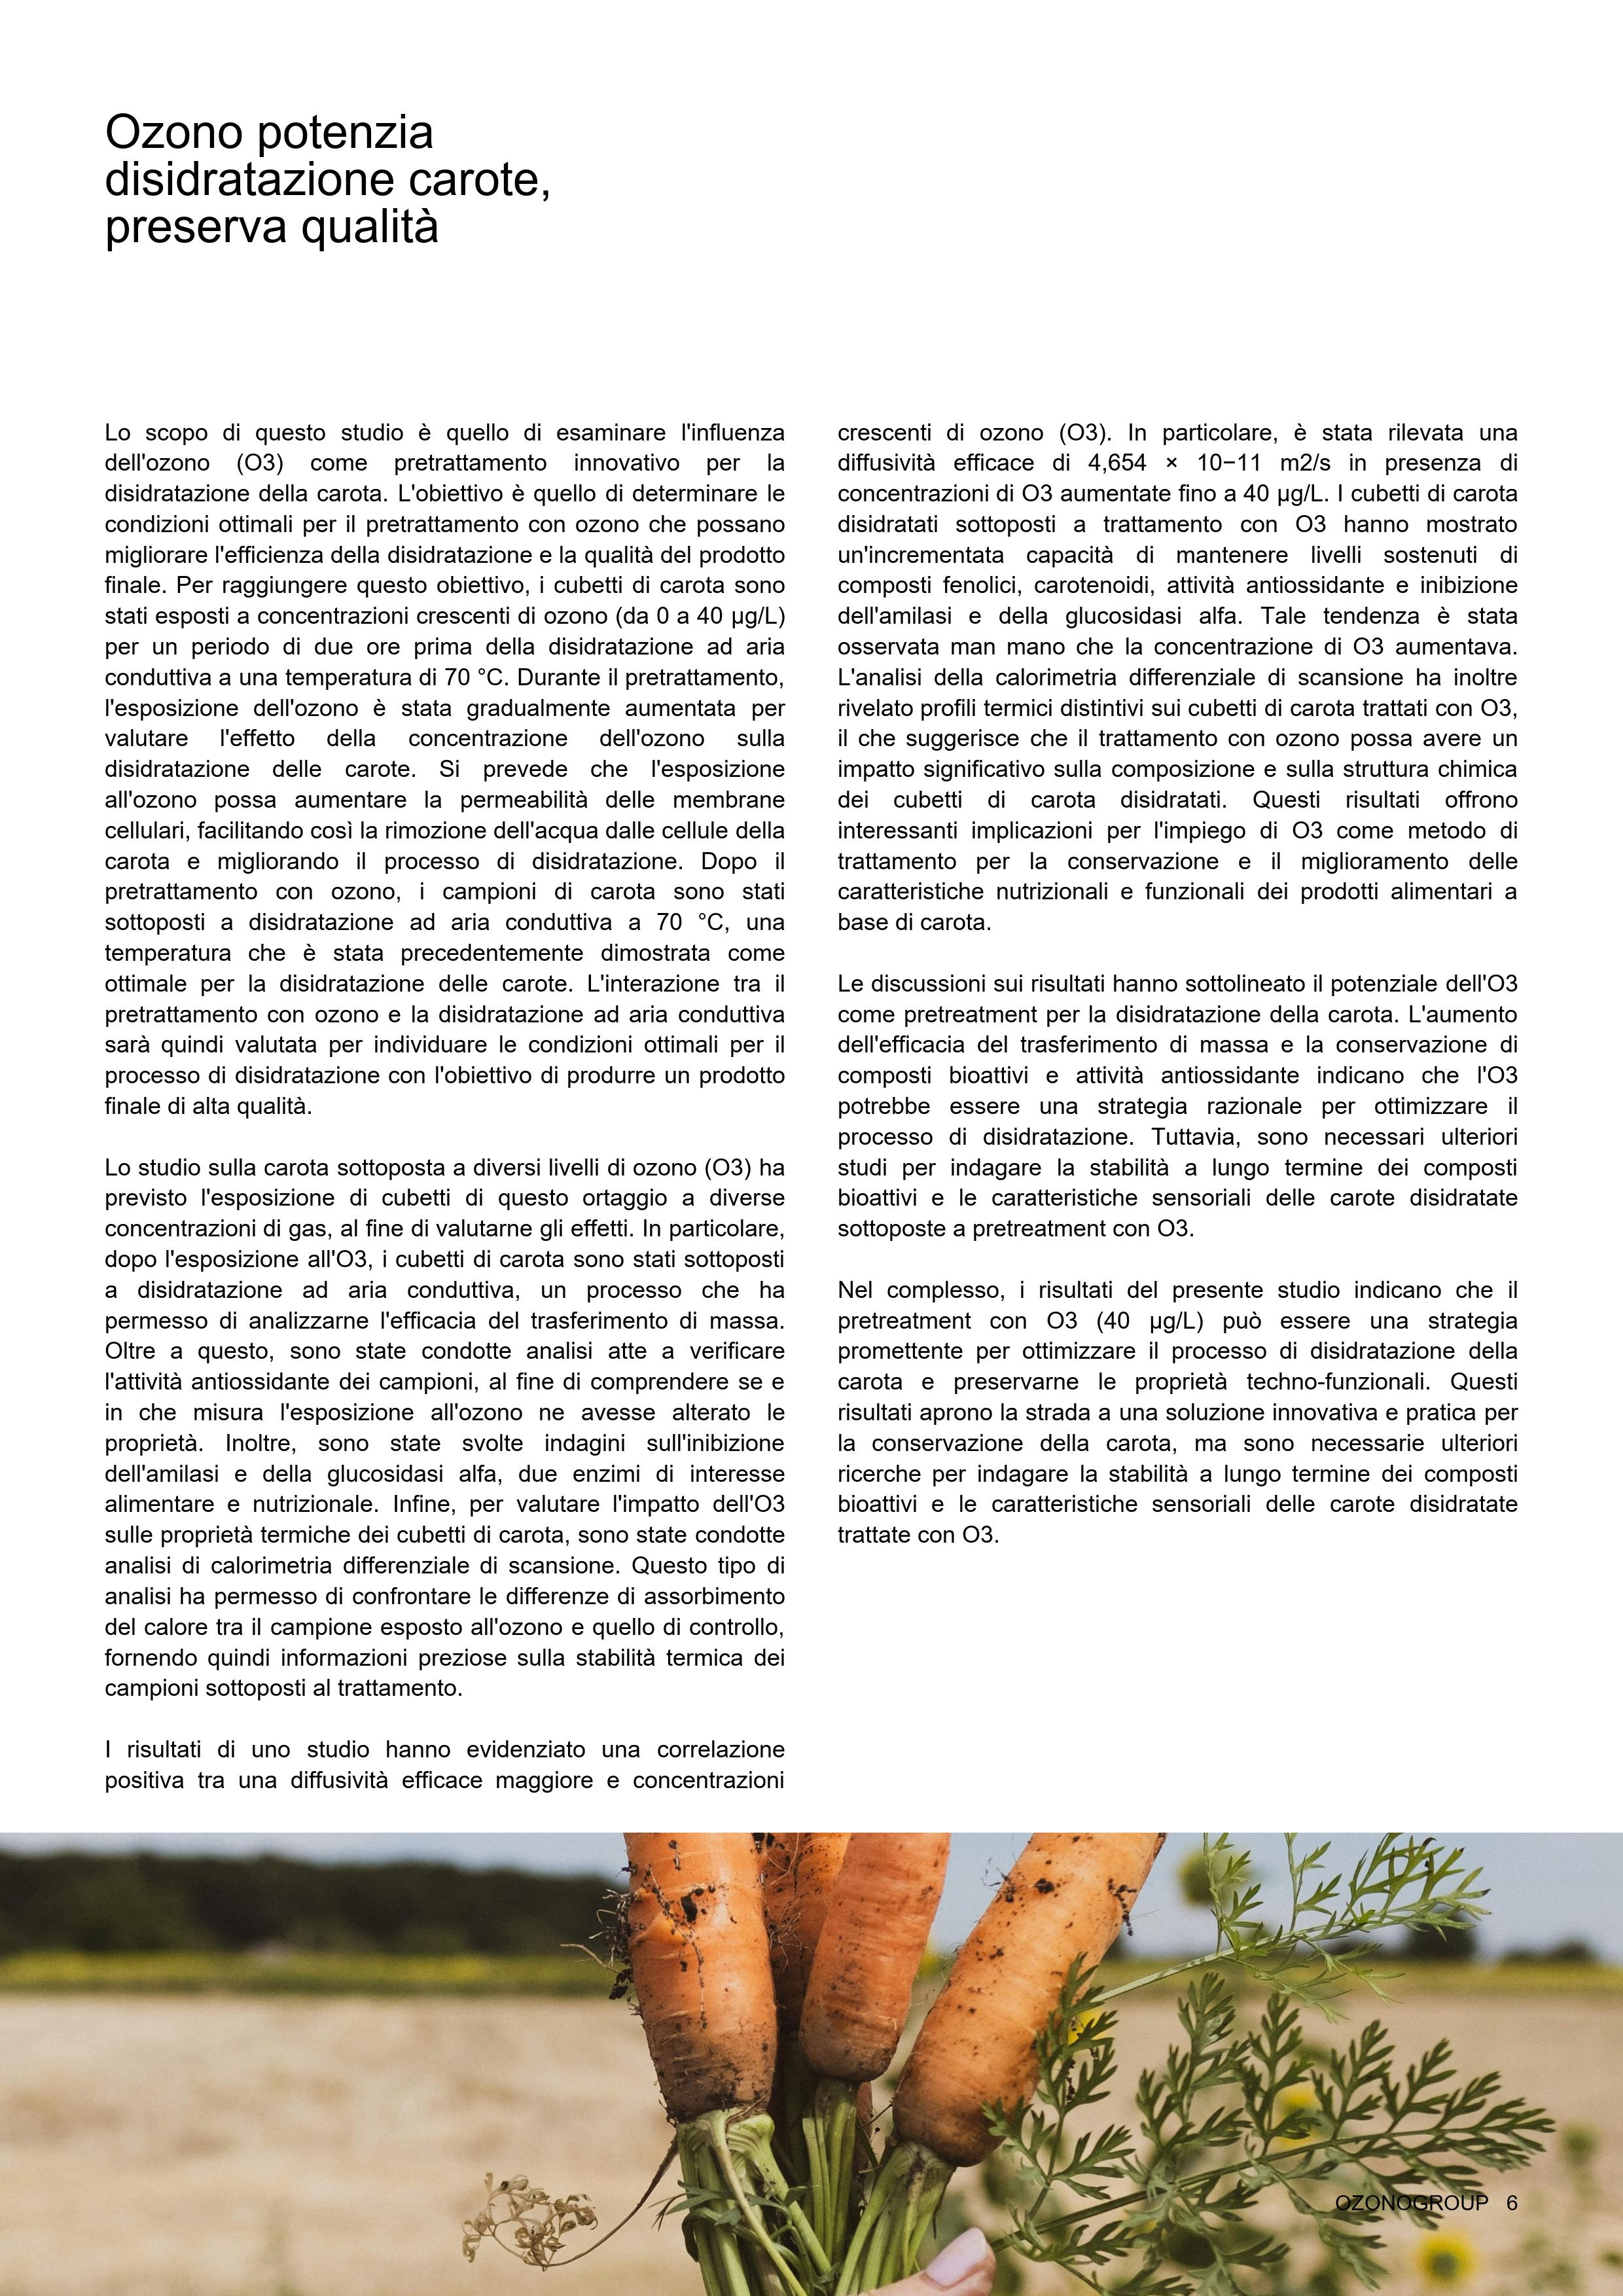 Ozono potenzia
disidratazione carote,
preserva qualità
Lo scopo di questo studio è quello di esaminare l'influenza
dell'ozono (O3) come pretrattamento innovativo per la
disidratazione della carota. L'obiettivo è quello di determinare le
condizioni ottimali per il pretrattamento con ozono che possano
migliorare l'efficienza della disidratazione e la qualità del prodotto
finale. Per raggiungere questo obiettivo, i cubetti di carota sono
stati esposti a concentrazioni crescenti di ozono (da 0 a 40 µg/L)
per un periodo di due ore prima della disidratazione ad aria
conduttiva a una temperatura di 70 °C. Durante il pretrattamento,
l'esposizione dell'ozono è stata gradualmente aumentata per
valutare l'effetto della concentrazione dell'ozono sulla
disidratazione delle carote. Si prevede che l'esposizione
all'ozono possa aumentare la permeabilità delle membrane
cellulari, facilitando così la rimozione dell'acqua dalle cellule della
carota e migliorando il processo di disidratazione. Dopo il
pretrattamento con ozono, i campioni di carota sono stati
sottoposti a disidratazione ad aria conduttiva a 70 °C, una
temperatura che è stata precedentemente dimostrata come
ottimale per la disidratazione delle carote. L'interazione tra il
pretrattamento con ozono e la disidratazione ad aria conduttiva
sarà quindi valutata per individuare le condizioni ottimali per il
processo di disidratazione con l'obiettivo di produrre un prodotto
finale di alta qualità.
Lo studio sulla carota sottoposta a diversi livelli di ozono (O3) ha
previsto l'esposizione di cubetti di questo ortaggio a diverse
concentrazioni di gas, al fine di valutarne gli effetti. In particolare,
dopo l'esposizione all'O3, i cubetti di carota sono stati sottoposti
a disidratazione ad aria conduttiva, un processo che ha
permesso di analizzarne l'efficacia del trasferimento di massa.
Oltre a questo, sono state condotte analisi atte a verificare
l'attività antiossidante dei campioni, al fine di comprendere se e
in che misura l'esposizione all'ozono ne avesse alterato le
proprietà. Inoltre, sono state svolte indagini sull'inibizione
dell'amilasi e della glucosidasi alfa, due enzimi di interesse
alimentare e nutrizionale. Infine, per valutare l'impatto dell'O3
sulle proprietà termiche dei cubetti di carota, sono state condotte
analisi di calorimetria differenziale di scansione. Questo tipo di
analisi ha permesso di confrontare le differenze di assorbimento
del calore tra il campione esposto all'ozono e quello di controllo,
fornendo quindi informazioni preziose sulla stabilità termica dei
campioni sottoposti al trattamento.
I risultati di uno studio hanno evidenziato una correlazione
positiva tra una diffusività efficace maggiore e concentrazioni
crescenti di ozono (O3). In particolare, è stata rilevata una
diffusività efficace di 4,654 × 10−11 m2/s in presenza di
concentrazioni di O3 aumentate fino a 40 µg/L. I cubetti di carota
disidratati sottoposti a trattamento con O3 hanno mostrato
un'incrementata capacità di mantenere livelli sostenuti di
composti fenolici, carotenoidi, attività antiossidante e inibizione
dell'amilasi e della glucosidasi alfa. Tale tendenza è stata
osservata man mano che la concentrazione di O3 aumentava.
L'analisi della calorimetria differenziale di scansione ha inoltre
rivelato profili termici distintivi sui cubetti di carota trattati con O3,
il che suggerisce che il trattamento con ozono possa avere un
impatto significativo sulla composizione e sulla struttura chimica
dei cubetti di carota disidratati. Questi risultati offrono
interessanti implicazioni per l'impiego di O3 come metodo di
trattamento per la conservazione e il miglioramento delle
caratteristiche nutrizionali e funzionali dei prodotti alimentari a
base di carota.
Le discussioni sui risultati hanno sottolineato il potenziale dell'O3
come pretreatment per la disidratazione della carota. L'aumento
dell'efficacia del trasferimento di massa e la conservazione di
composti bioattivi e attività antiossidante indicano che l'O3
potrebbe essere una strategia razionale per ottimizzare il
processo di disidratazione. Tuttavia, sono necessari ulteriori
studi per indagare la stabilità a lungo termine dei composti
bioattivi e le caratteristiche sensoriali delle carote disidratate
sottoposte a pretreatment con O3.
Nel complesso, i risultati del presente studio indicano che il
pretreatment con O3 (40 µg/L) può essere una strategia
promettente per ottimizzare il processo di disidratazione della
carota e preservarne le proprietà techno-funzionali. Questi
risultati aprono la strada a una soluzione innovativa e pratica per
la conservazione della carota, ma sono necessarie ulteriori
ricerche per indagare la stabilità a lungo termine dei composti
bioattivi e le caratteristiche sensoriali delle carote disidratate
trattate con O3.
OZONOGROUP 6